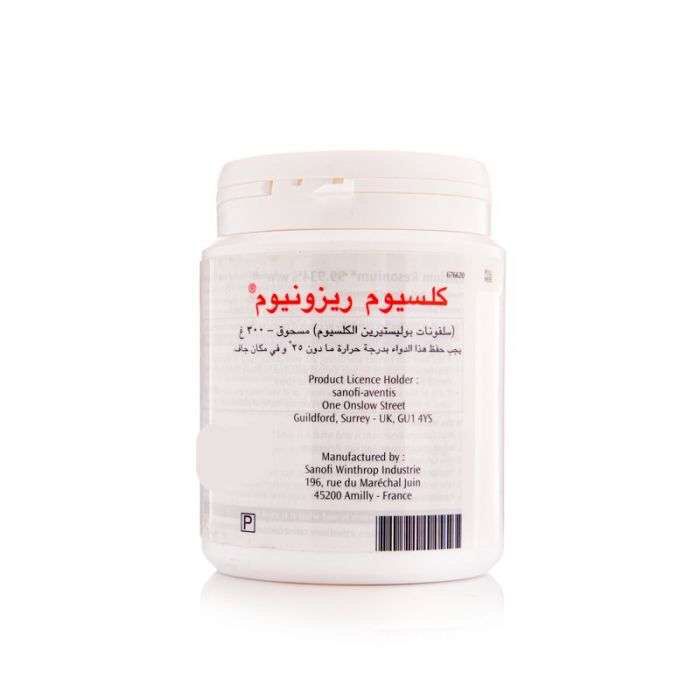 676620
كلسيوم ريزونيوم®
(سلفونات بوليستيرين الكلسيوم) مسحوق - ٣٠٠ غ
يجب حفظ هذا الدواء بدرجة حرارة ما دون ٢٥° و في مكان جاف.
Product Licence Holder :
sanofi-aventis
One Onslow Street
Guildford, Surrey - UK, GU1 4YS
Manufactured by :
Sanofi Winthrop Industrie
196, rue du Maréchal Juin
45200 Amilly - France
P